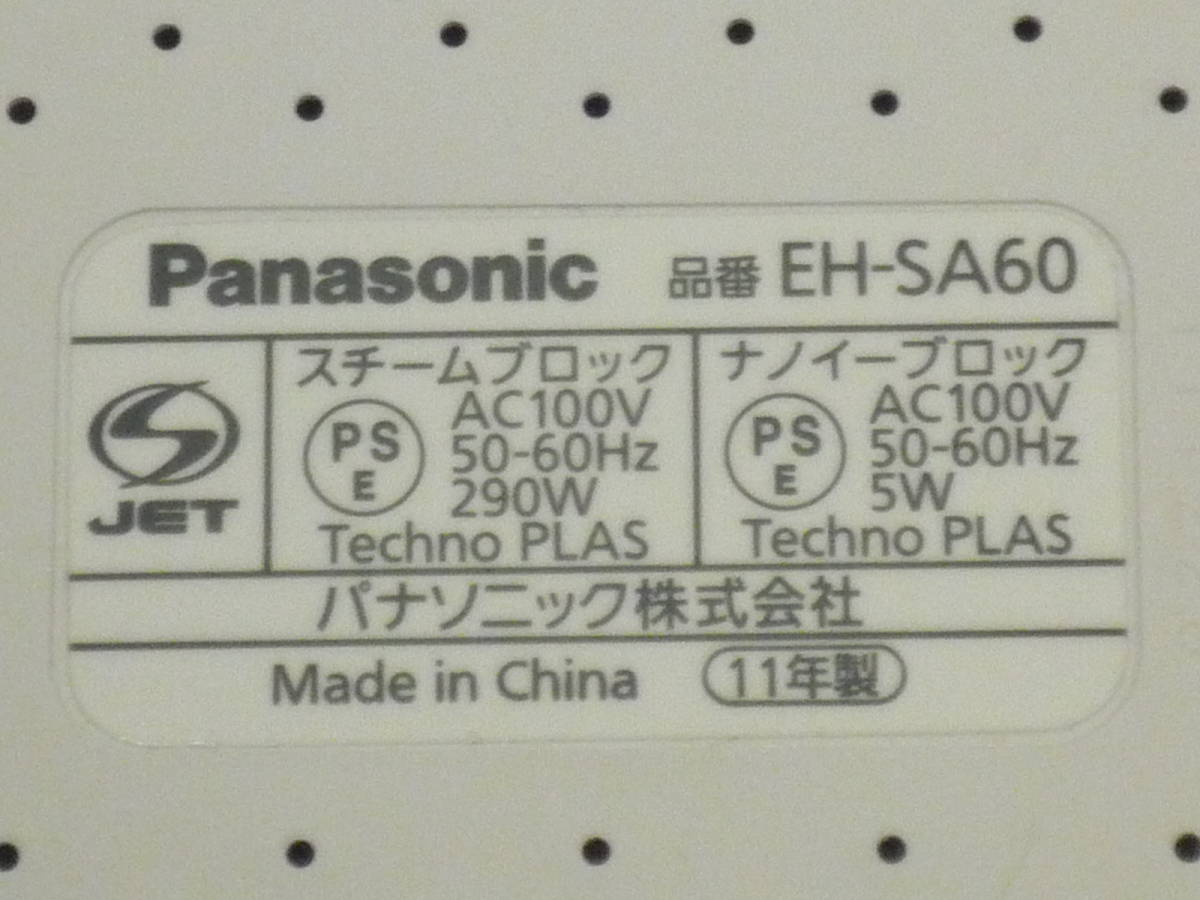 Panasonic 品番 EH-SA60
JET
スチームブロック
PS
E
AC100V
50-60Hz
290W
Techno PLAS
ナノイーブロック
PS
E
AC100V
50-60Hz
5W
Techno PLAS
パナソニック株式会社
Made in China 11年製